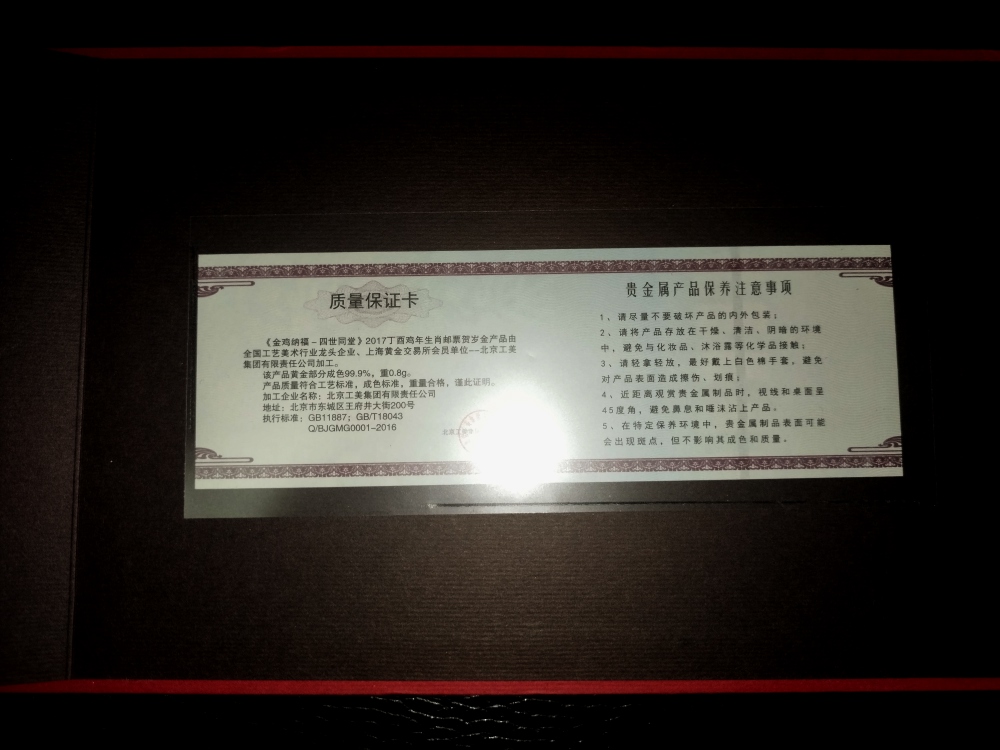 质量保证卡
《金鸡纳福－四世同堂》2017丁酉鸡年生肖邮票贺岁金产品由
全国工艺美术行业龙头企业、上海黄金交易所会员单位--北京工美
集团有限责任公司加工。
该产品黄金部分成色99.9%，重0.8g。
产品质量符合工艺标准，成色标准，重量合格，谨此证明。
加工企业名称：北京工美集团有限责任公司
地址：北京市东城区王府井大街200号
执行标准：GB11887；GB/T18043
Q/BJGMG0001-2016
北京工
贵金属产品保养注意事项
1、请尽量不要破坏产品的内外包装；
2、请将产品存放在干燥、清洁、阴暗的环境
中，避免与化妆品、沐浴露等化学品接触；
3、请轻拿轻放，最好戴上白色棉手套，避免
对产品表面造成擦伤、划痕；
4、近距离观赏贵金属制品时，视线和桌面呈
45度角，避免鼻息和唾沫沾上产品。
5、在特定保养环境中，贵金属制品表面可能
会出现斑点，但不影响其成色和质量。